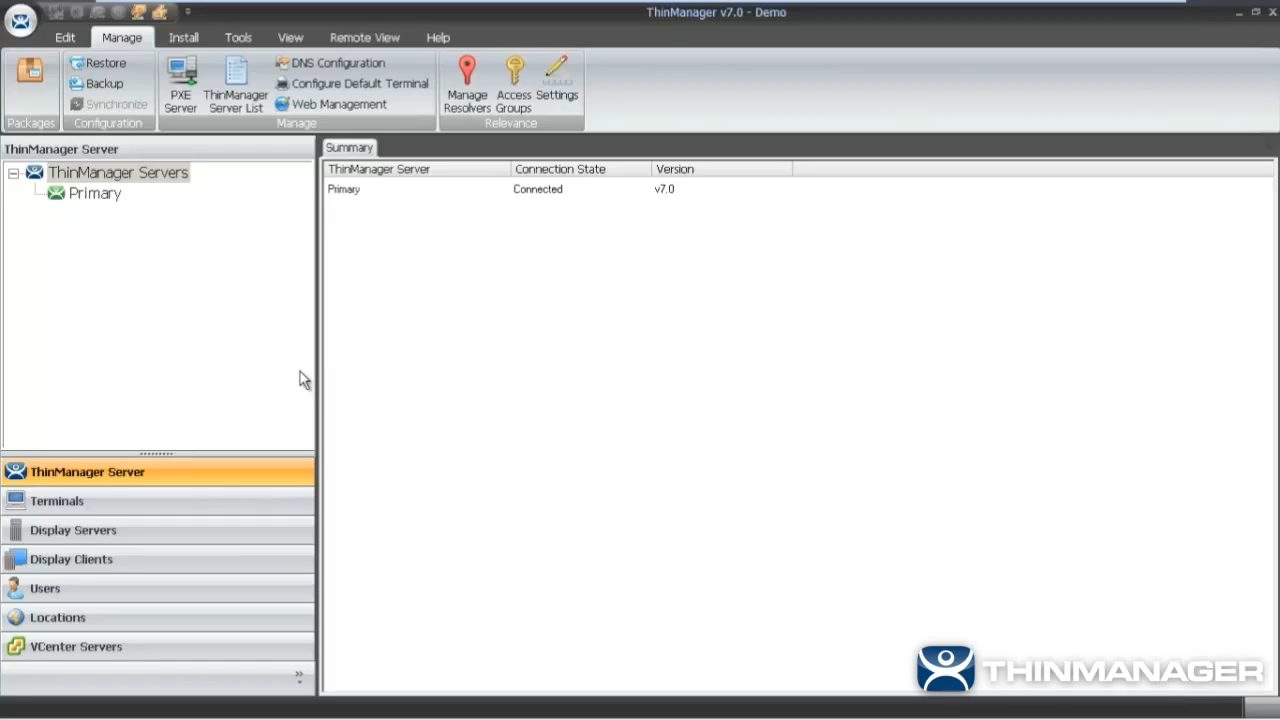 ThinManager v7.0 - Demo
Edit Manage Install Tools View Remote View Help
Restore
Backup
Synchronize
PXE Server
ThinManager Server List
DNS Configuration
Configure Default Terminal
Web Management
Manage Resolvers
Access Groups
Settings
Packages Configuration Manage Relevance
ThinManager Server
ThinManager Servers
Primary
Summary
ThinManager Server Connection State Version
Primary Connected v7.0
ThinManager Server
Terminals
Display Servers
Display Clients
Users
Locations
VCenter Servers
THINMANAGER